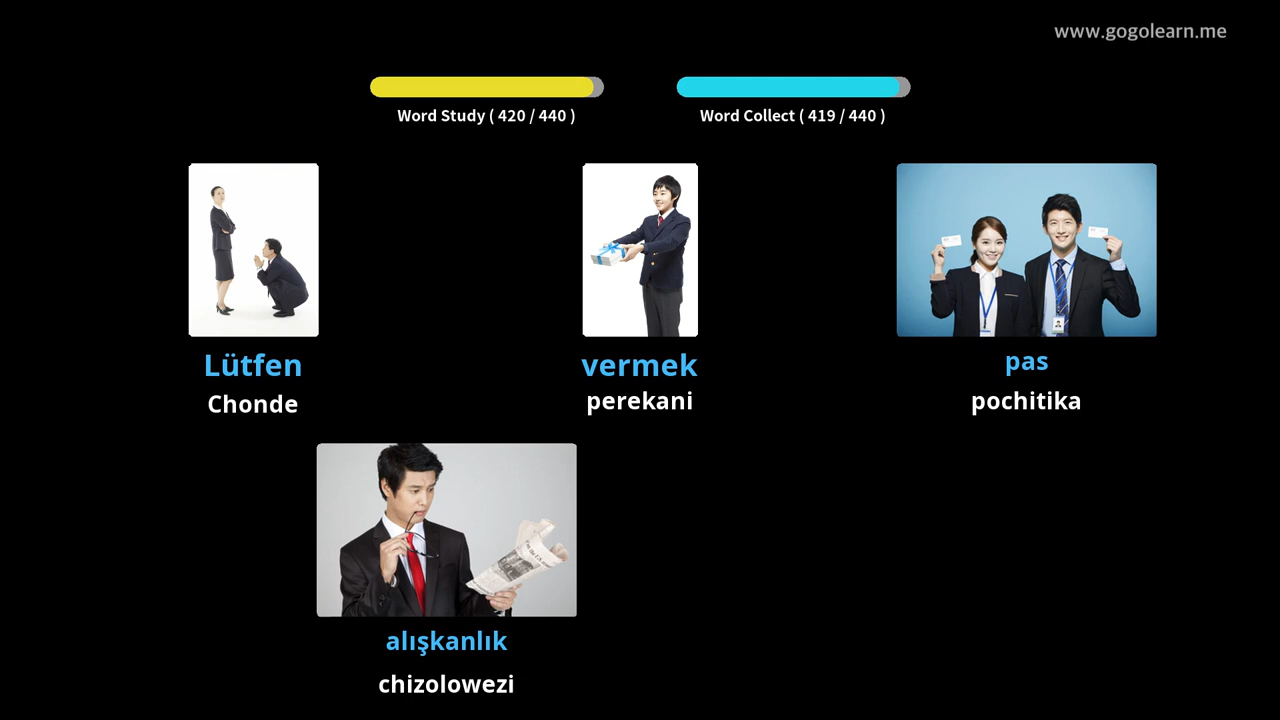 www.gogolearn.me
Word Study ( 420 / 440 )
Word Collect ( 419 / 440 )
Lütfen
Chonde
vermek
perekani
pas
pochitika
alışkanlık
chizolowezi